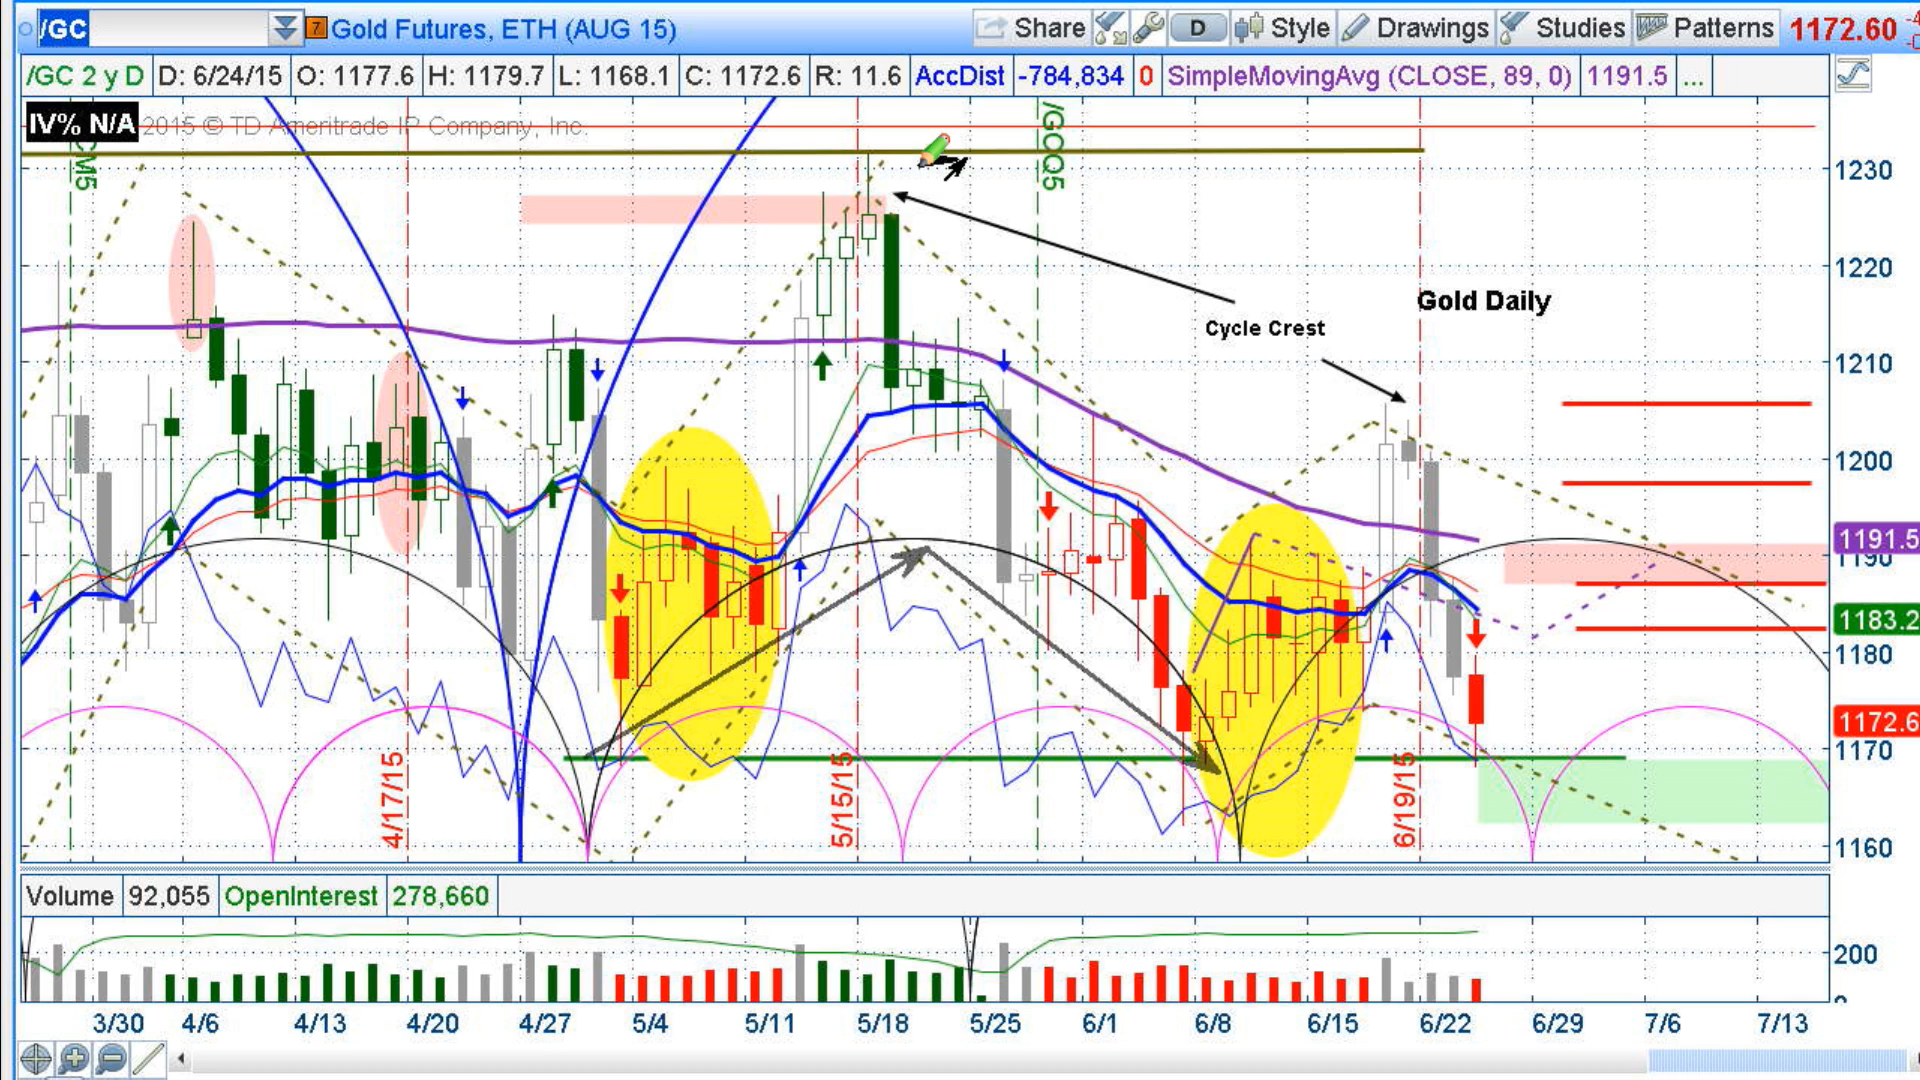 /GC 7 Gold Futures, ETH (AUG 15) Share D Style Drawings Studies Patterns 1172.60
/GC 2 y D D: 6/24/15 O: 1177.6 H: 1179.7 L: 1168.1 C: 1172.6 R: 11.6 AccDist -784,834 0 SimpleMovingAvg (CLOSE, 89, 0) 1191.5 ...
IV% N/A 2015 © TD Ameritrade IP Company, Inc.
/GCQ5
1230
1220
Gold Daily
Cycle Crest
1210
1200
1191.5
1190
1183.2
1180
1172.6
1170
4/17/15
5/15/15
6/19/15
1160
Volume 92,055 OpenInterest 278,660
200
0
3/30 4/6 4/13 4/20 4/27 5/4 5/11 5/18 5/25 6/1 6/8 6/15 6/22 6/29 7/6 7/13